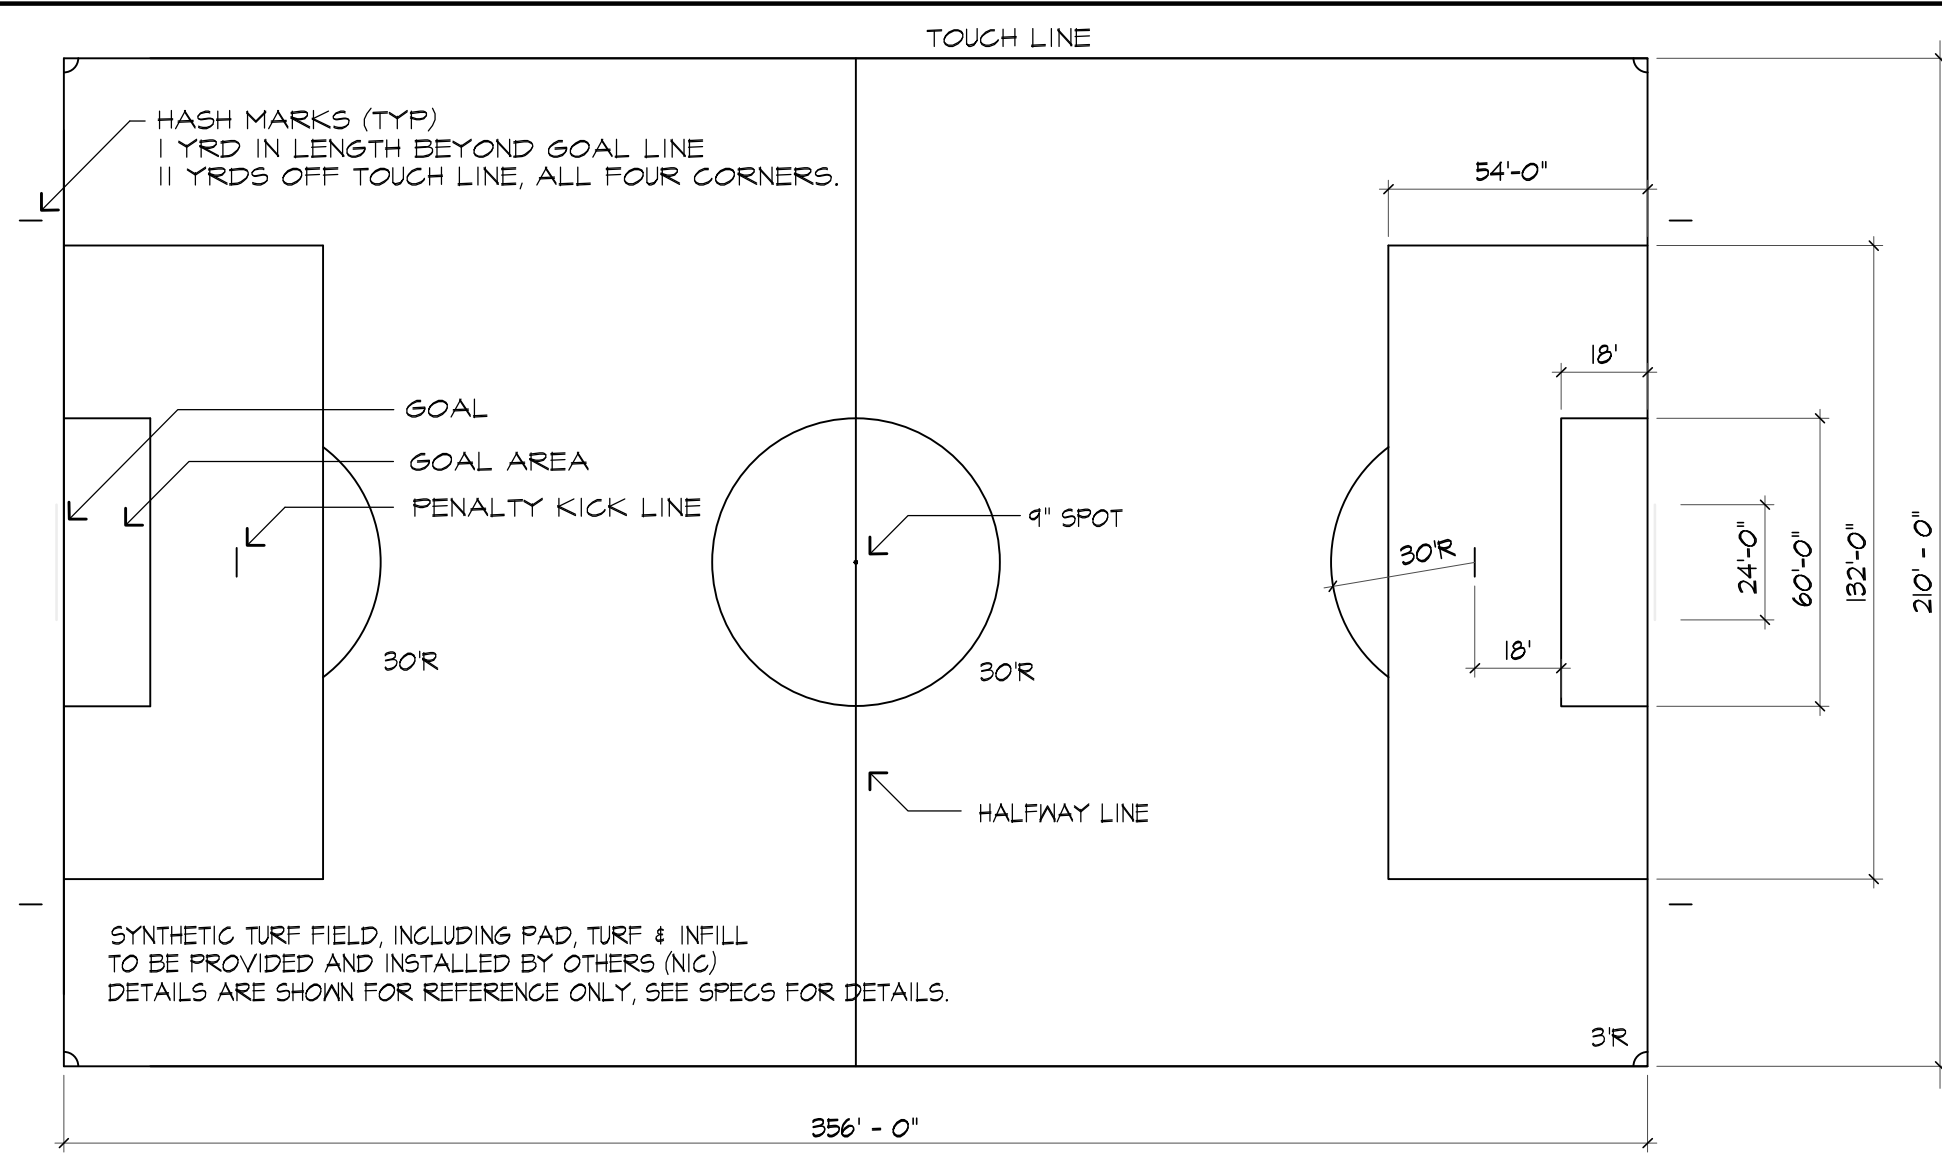 TOUCH LINE
HASH MARKS (TYP)
1 YRD IN LENGTH BEYOND GOAL LINE
11 YRDS OFF TOUCH LINE, ALL FOUR CORNERS.
54'-0"
18'
GOAL
GOAL AREA
PENALTY KICK LINE
9" SPOT
30'R
24'-0"
60'-0"
132'-0"
210' - 0"
18'
30'R
30'R
HALFWAY LINE
SYNTHETIC TURF FIELD, INCLUDING PAD, TURF & INFILL
TO BE PROVIDED AND INSTALLED BY OTHERS (NIC)
DETAILS ARE SHOWN FOR REFERENCE ONLY, SEE SPECS FOR DETAILS.
3'R
356' - 0"